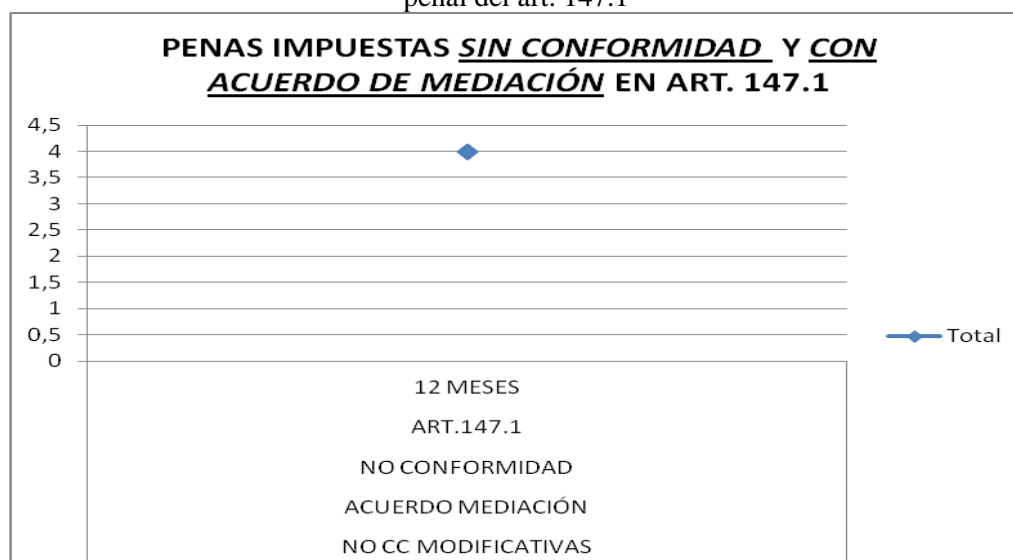 penal del art. 147.1
PENAS IMPUESTAS SIN CONFORMIDAD Y CON
ACUERDO DE MEDIACIÓN EN ART. 147.1
4,5
4
3,5
3
2,5
2
1,5
1
0,5
0
Total
12 MESES
ART.147.1
NO CONFORMIDAD
ACUERDO MEDIACIÓN
NO CC MODIFICATIVAS